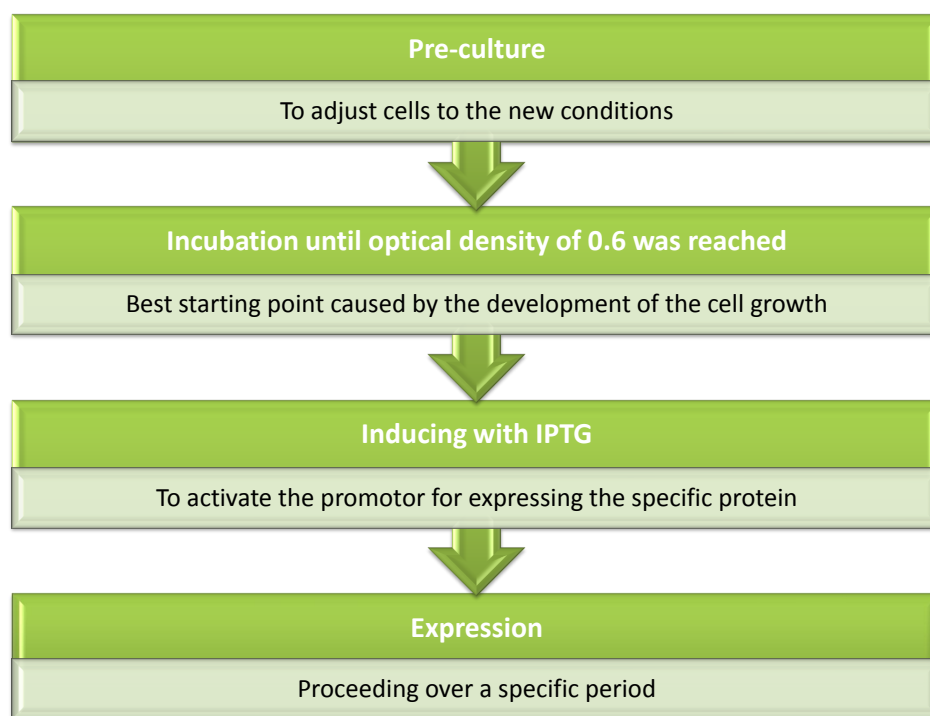 Pre-culture
To adjust cells to the new conditions
Incubation until optical density of 0.6 was reached
Best starting point caused by the development of the cell growth
Inducing with IPTG
To activate the promotor for expressing the specific protein
Expression
Proceeding over a specific period